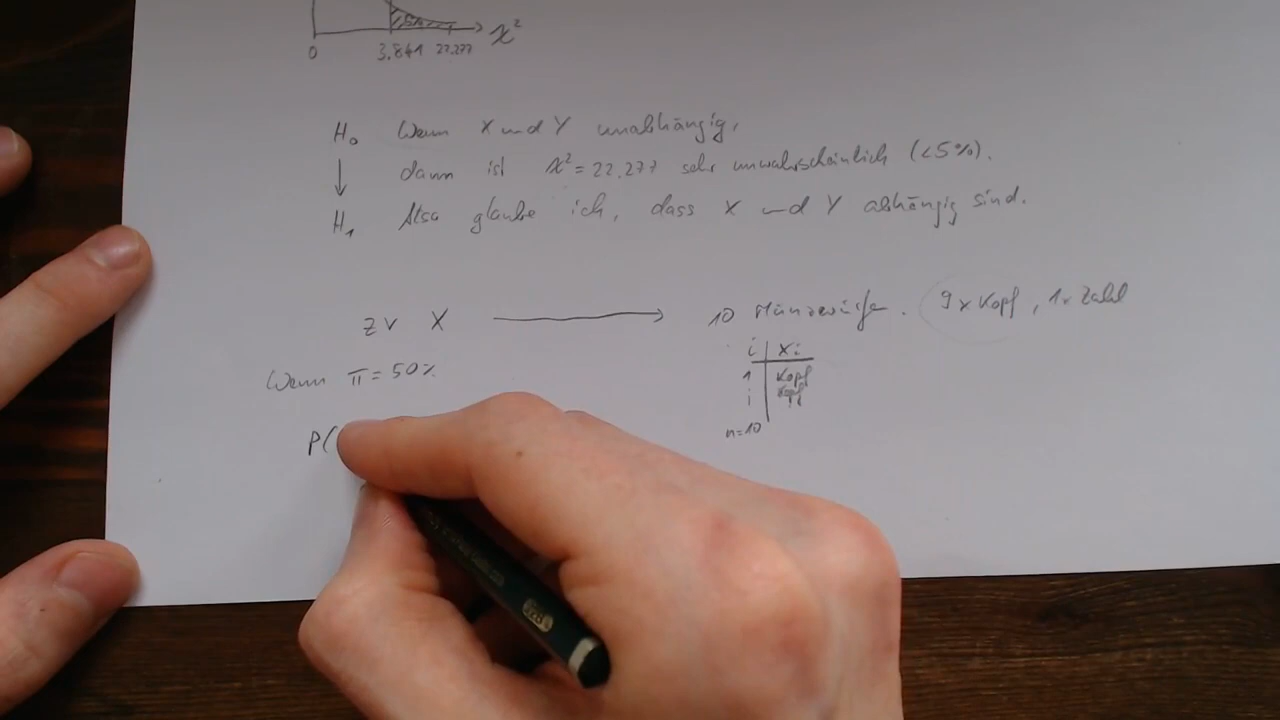 5%
0 3.841 22.277 χ²
H₀ Wenn X und Y unabhängig,
dann ist χ²=22.277 sehr unwahrscheinlich (<5%).
H₁ Also glaube ich, dass X und Y abhängig sind.
ZV X → 10 Münzwürfe. 9x Kopf, 1x Zahl
i | xi
Wenn π = 50%
1 | Kopf
i | Kopf
n=10
P(